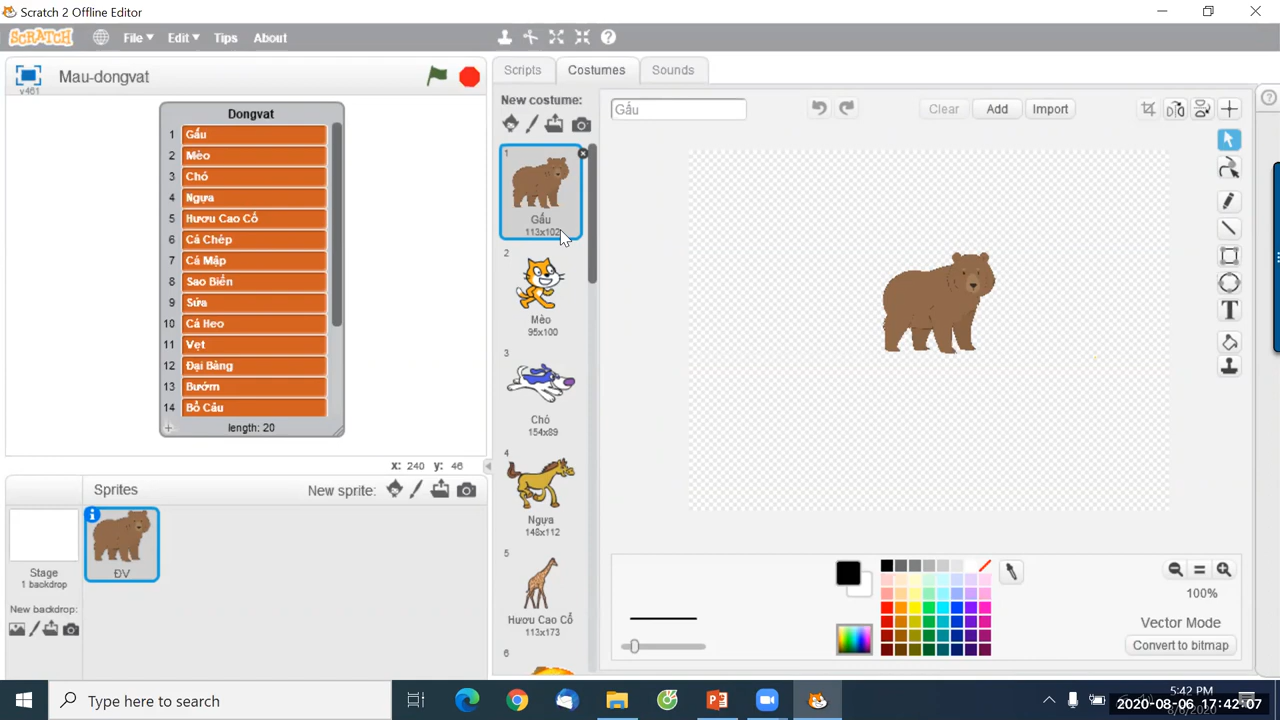 Scratch 2 Offline Editor
SCRATCH File Edit Tips About
v461 Mau-dongvat
Scripts Costumes Sounds
Dongvat
1 Gấu
2 Mèo
3 Chó
4 Ngựa
5 Hươu Cao Cổ
6 Cá Chép
7 Cá Mập
8 Sao Biển
9 Sứa
10 Cá Heo
11 Vẹt
12 Đại Bàng
13 Bướm
14 Bồ Câu
+ length: 20
x: 240 y: 46
Sprites New sprite:
ĐV
Stage
1 backdrop
New backdrop:
New costume:
1
Gấu
113x102
2
Mèo
95x100
3
Chó
154x89
4
Ngựa
148x112
5
Hươu Cao Cổ
113x173
6
Gấu Clear Add Import
T
100%
Vector Mode
Convert to bitmap
Type here to search
5:42 PM
2020-08-06 17:42:07